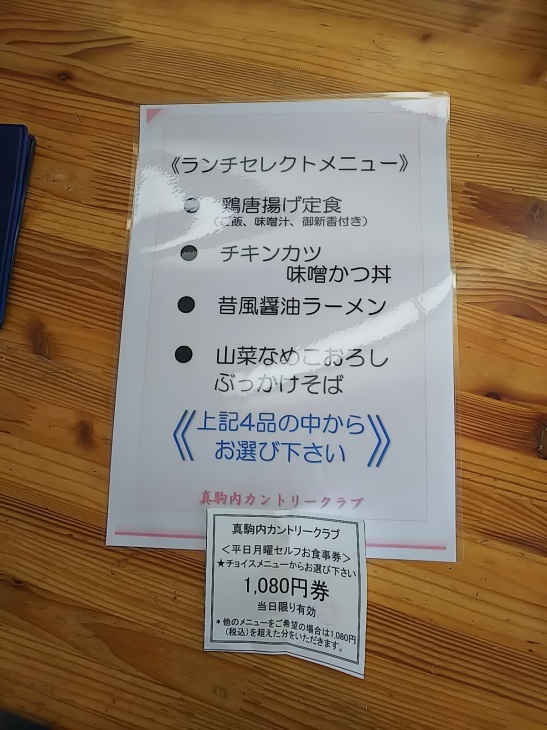 《ランチセレクトメニュー》
● 鶏唐揚げ定食
（ご飯、味噌汁、御新香付き）
● チキンカツ
味噌かつ丼
● 昔風醤油ラーメン
● 山菜なめこおろし
ぶっかけそば
《上記4品の中から
お選び下さい》
真駒内カントリークラブ
真駒内カントリークラブ
＜平日月曜セルフお食事券＞
★チョイスメニューからお選び下さい
1,080円券
当日限り有効
＊他のメニューをご希望の場合は1,080円
(税込)を超えた分をいただきます。